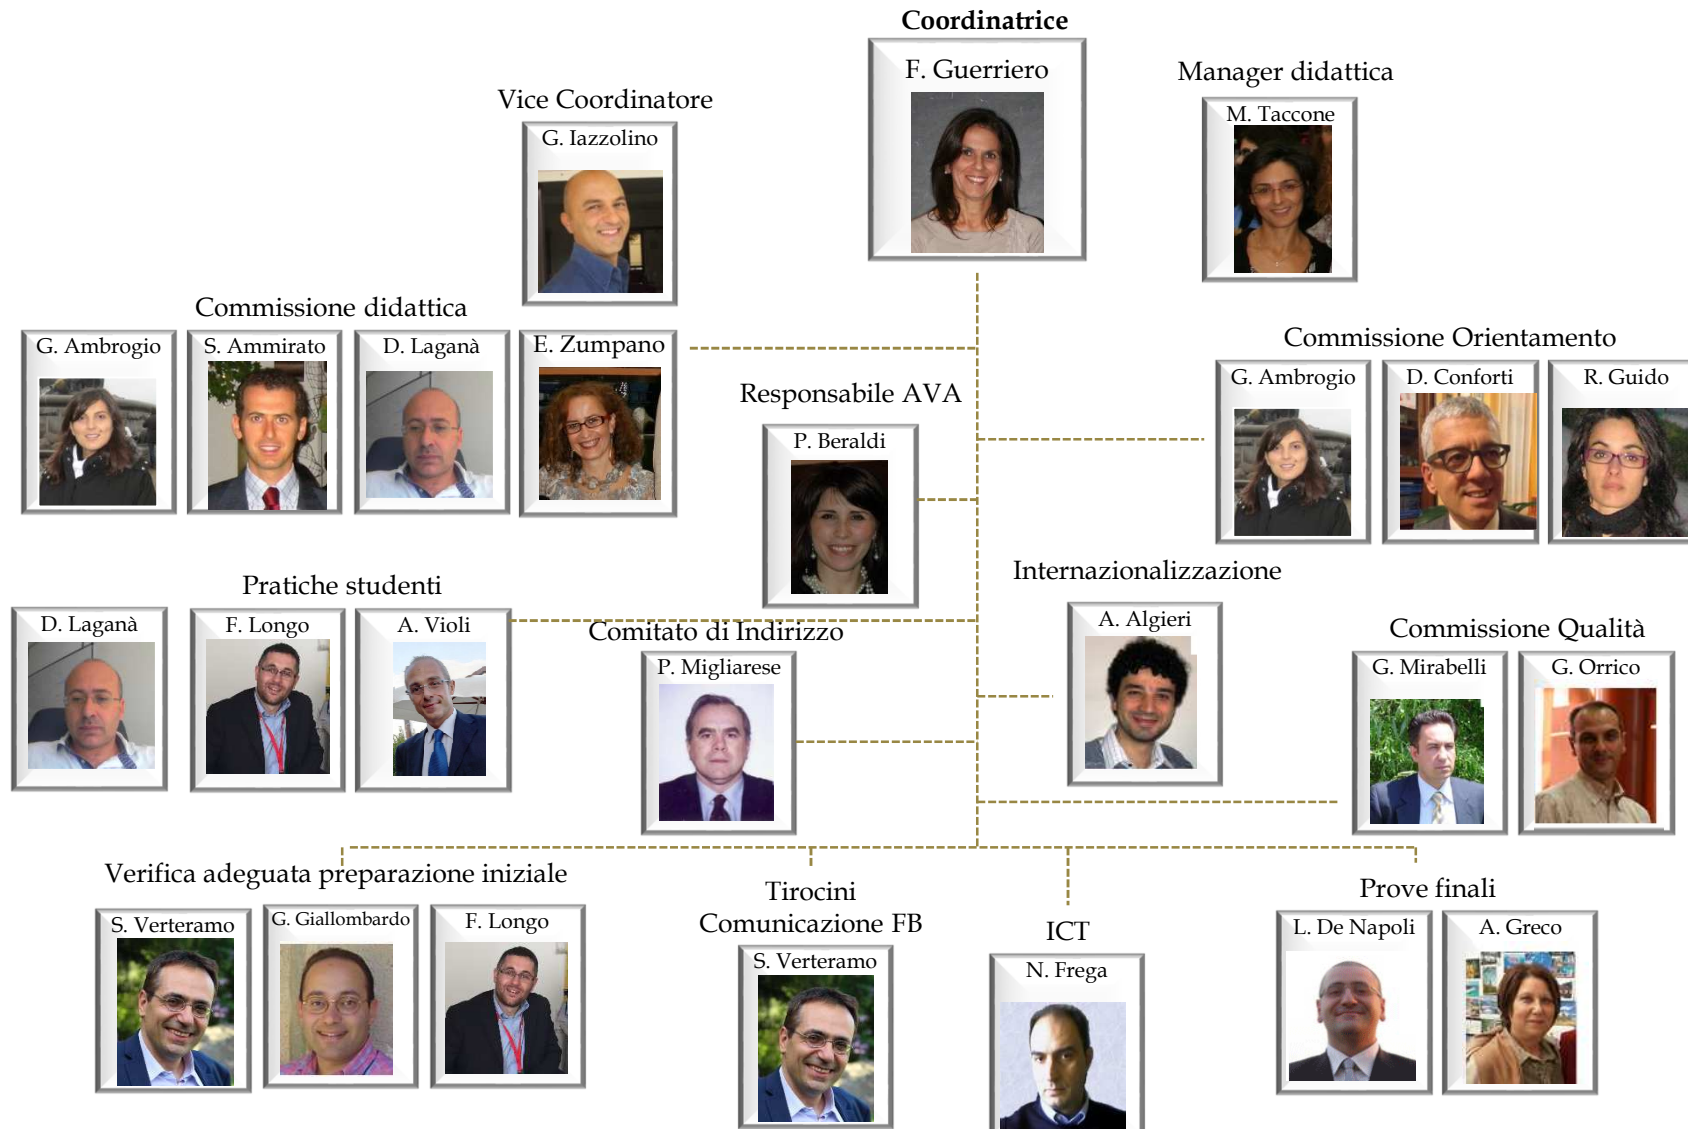 Coordinatrice
F. Guerriero
Manager didattica
M. Taccone
Vice Coordinatore
G. Iazzolino
Commissione didattica
G. Ambrogio
S. Ammirato
D. Laganà
E. Zumpano
Responsabile AVA
P. Beraldi
Commissione Orientamento
G. Ambrogio
D. Conforti
R. Guido
Pratiche studenti
D. Laganà
F. Longo
A. Violi
Comitato di Indirizzo
P. Migliarese
Internazionalizzazione
A. Algieri
Commissione Qualità
G. Mirabelli
G. Orrico
Verifica adeguata preparazione iniziale
S. Verteramo
G. Giallombardo
F. Longo
Tirocini
Comunicazione FB
S. Verteramo
ICT
N. Frega
Prove finali
L. De Napoli
A. Greco